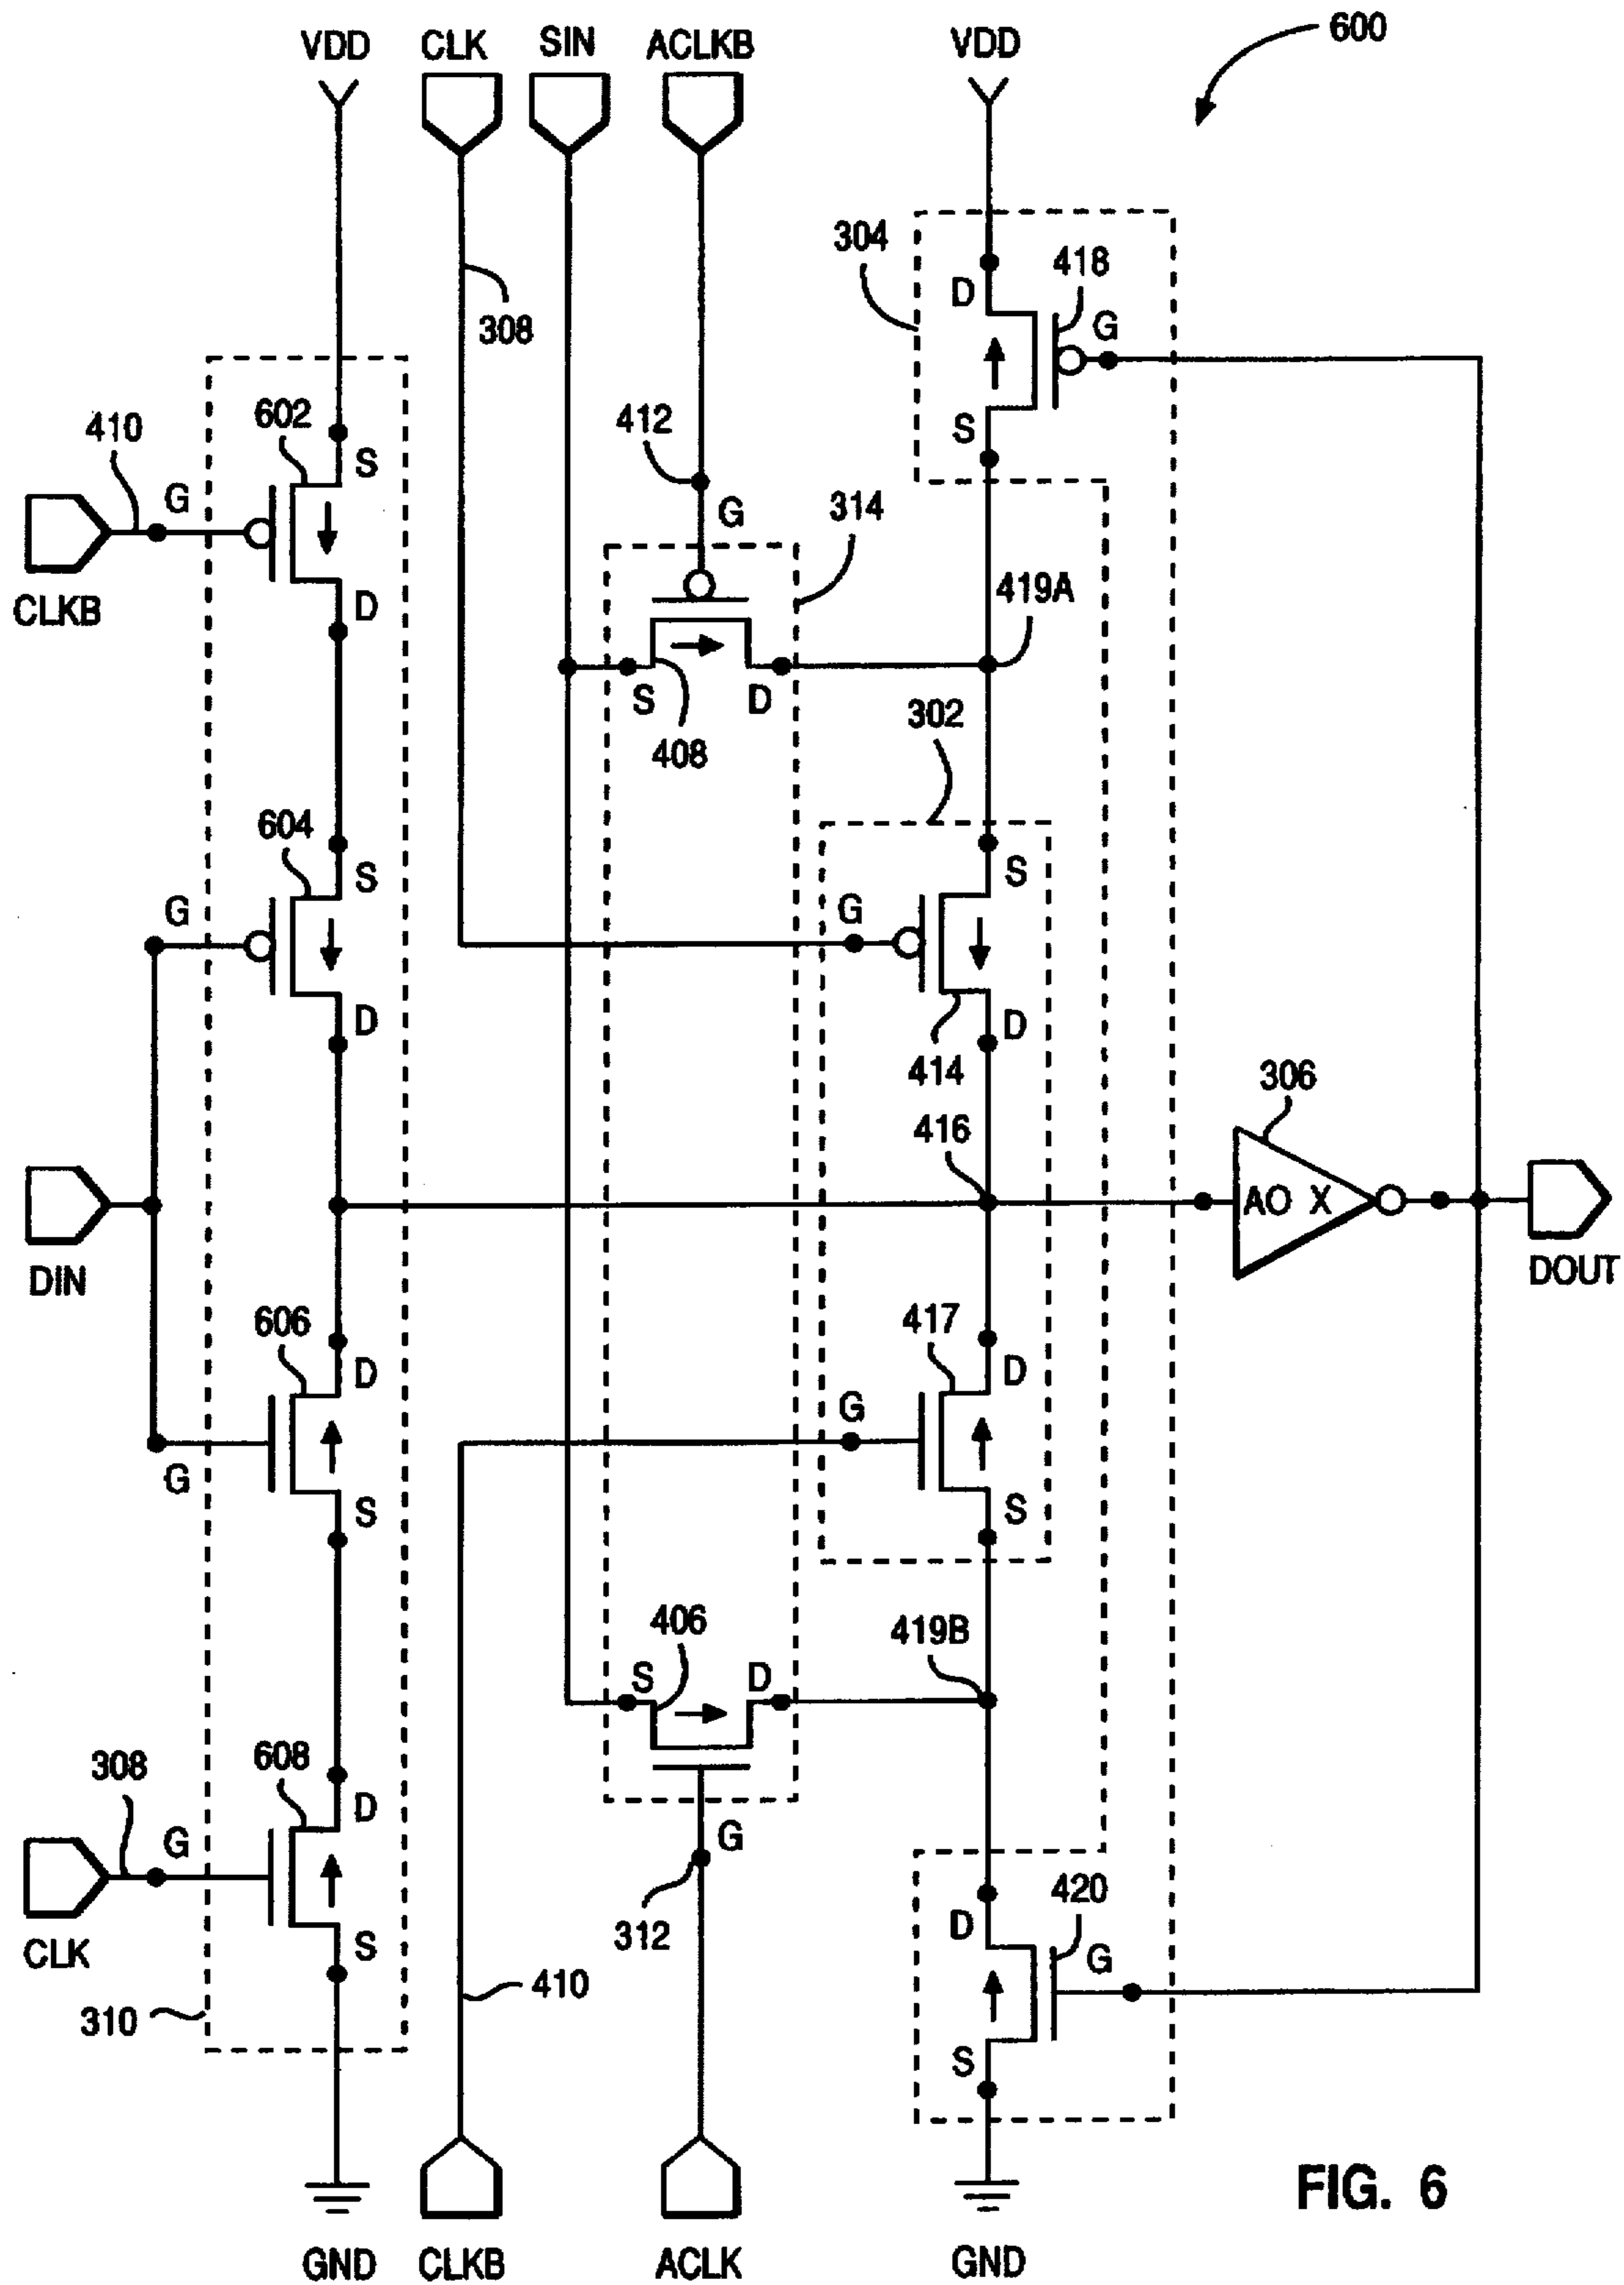 600
VDD CLK SIN ACLKB VDD
304
418
D G
308
S
602
410
412
S
G
G
314
CLKB
D
419A
S D
302
408
604
S
S
G
G
D
D
414
306
416
AO X
DIN
DOUT
606
417
D
D
G
G
S
S
406
419B
S D
608
308
D
G
G
420
312
D
G
CLK
S
410
310
S
FIG. 6
GND CLKB ACLK GND